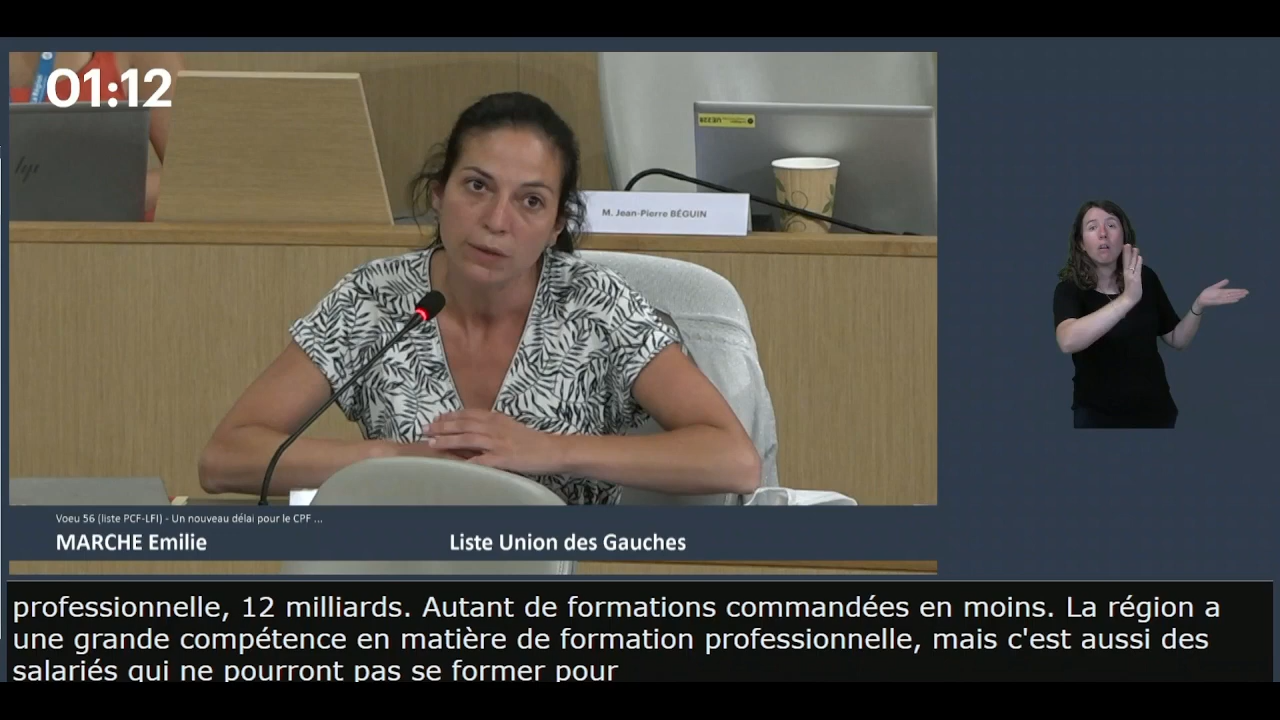 01:12
hp
M. Jean-Pierre BÉGUIN
Voeu 56 (liste PCF-LFI) - Un nouveau délai pour le CPF ...
MARCHE Emilie
Liste Union des Gauches
professionnelle, 12 milliards. Autant de formations commandées en moins. La région a
une grande compétence en matière de formation professionnelle, mais c'est aussi des
salariés qui ne pourront pas se former pour